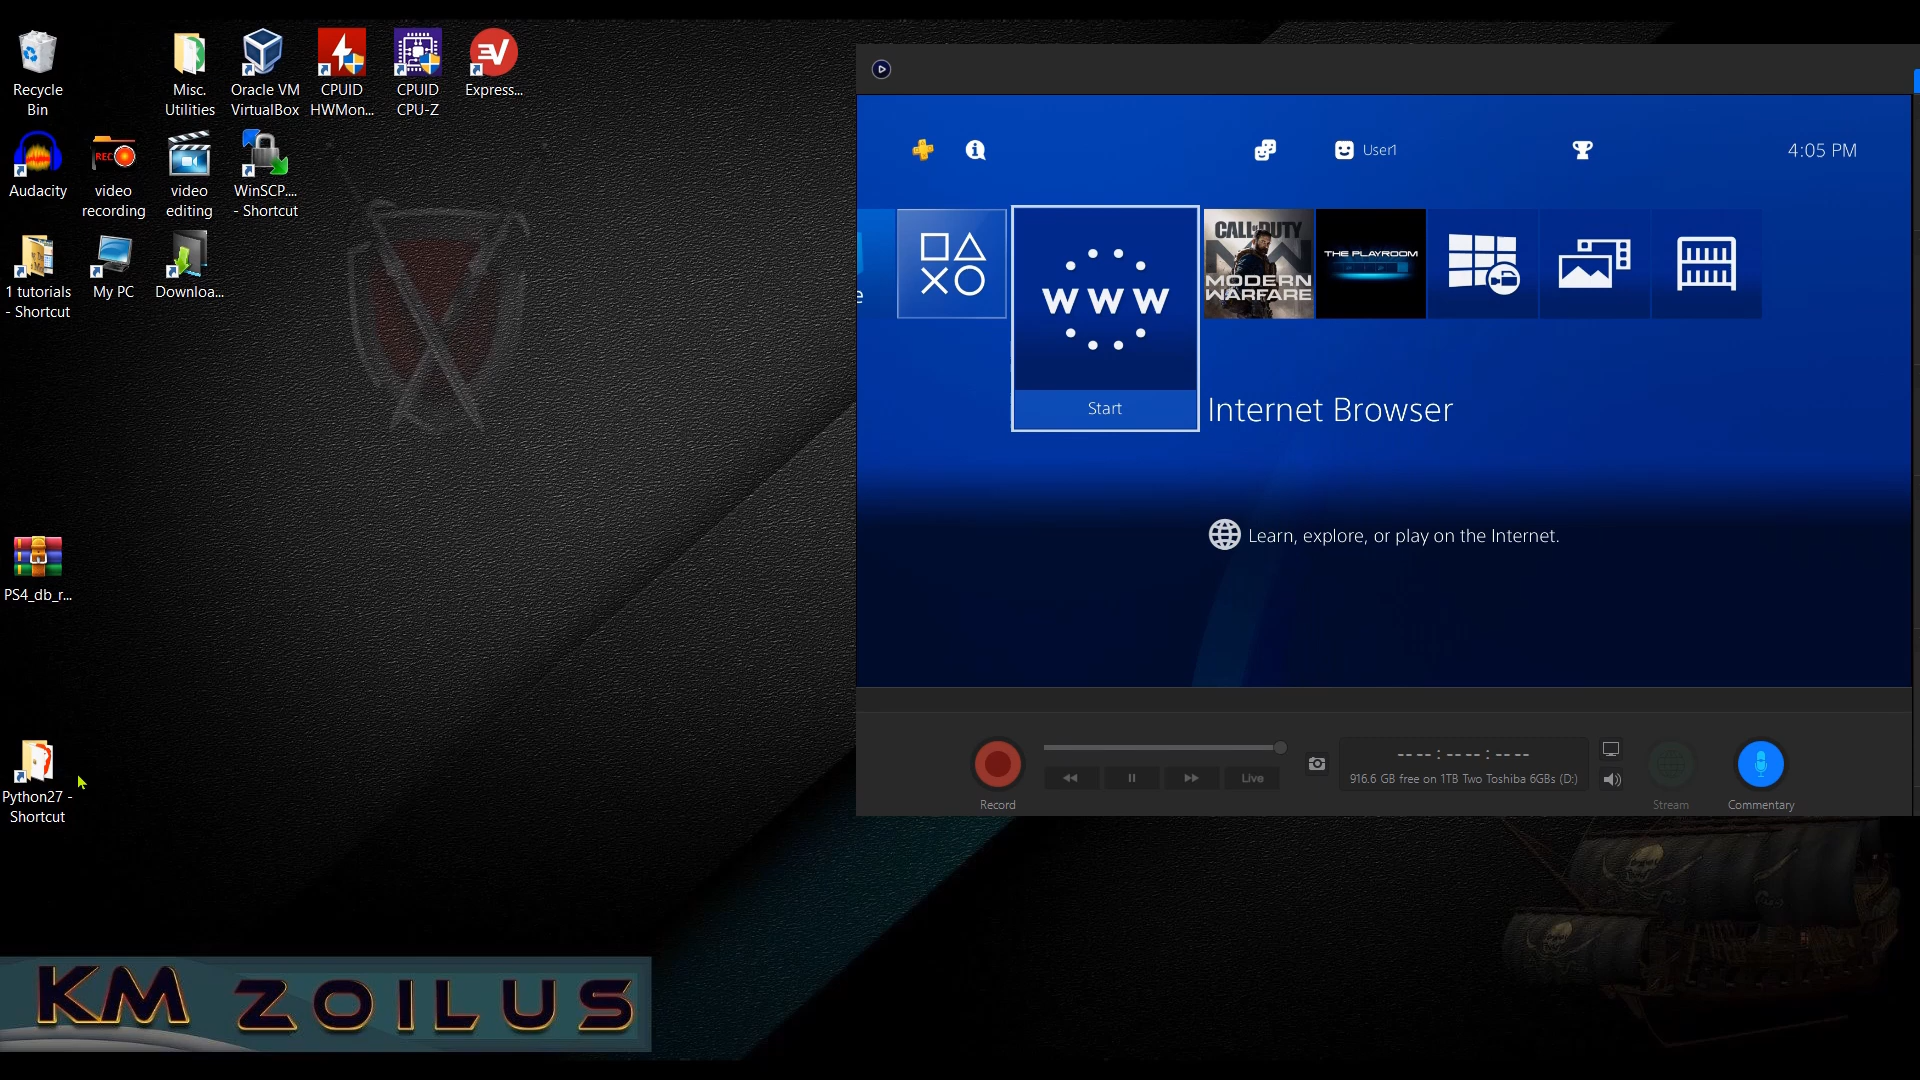 Recycle
Bin
Misc.
Utilities
Oracle VM
VirtualBox
CPUID
HWMon...
CPUID
CPU-Z
EV
Express...
Audacity
REC
video
recording
video
editing
WinSCP....
- Shortcut
1 tutorials
- Shortcut
My PC
Downloa...
PS4_db_r...
Python27 -
Shortcut
KM ZOILUS
User1
4:05 PM
e
WWW
Start
CALL OF DUTY
MODERN
WARFARE
THE PLAYROOM
Internet Browser
Learn, explore, or play on the Internet.
Record
Live
-- -- : -- -- : -- --
916.6 GB free on 1TB Two Toshiba 6GBs (D:)
Stream
Commentary